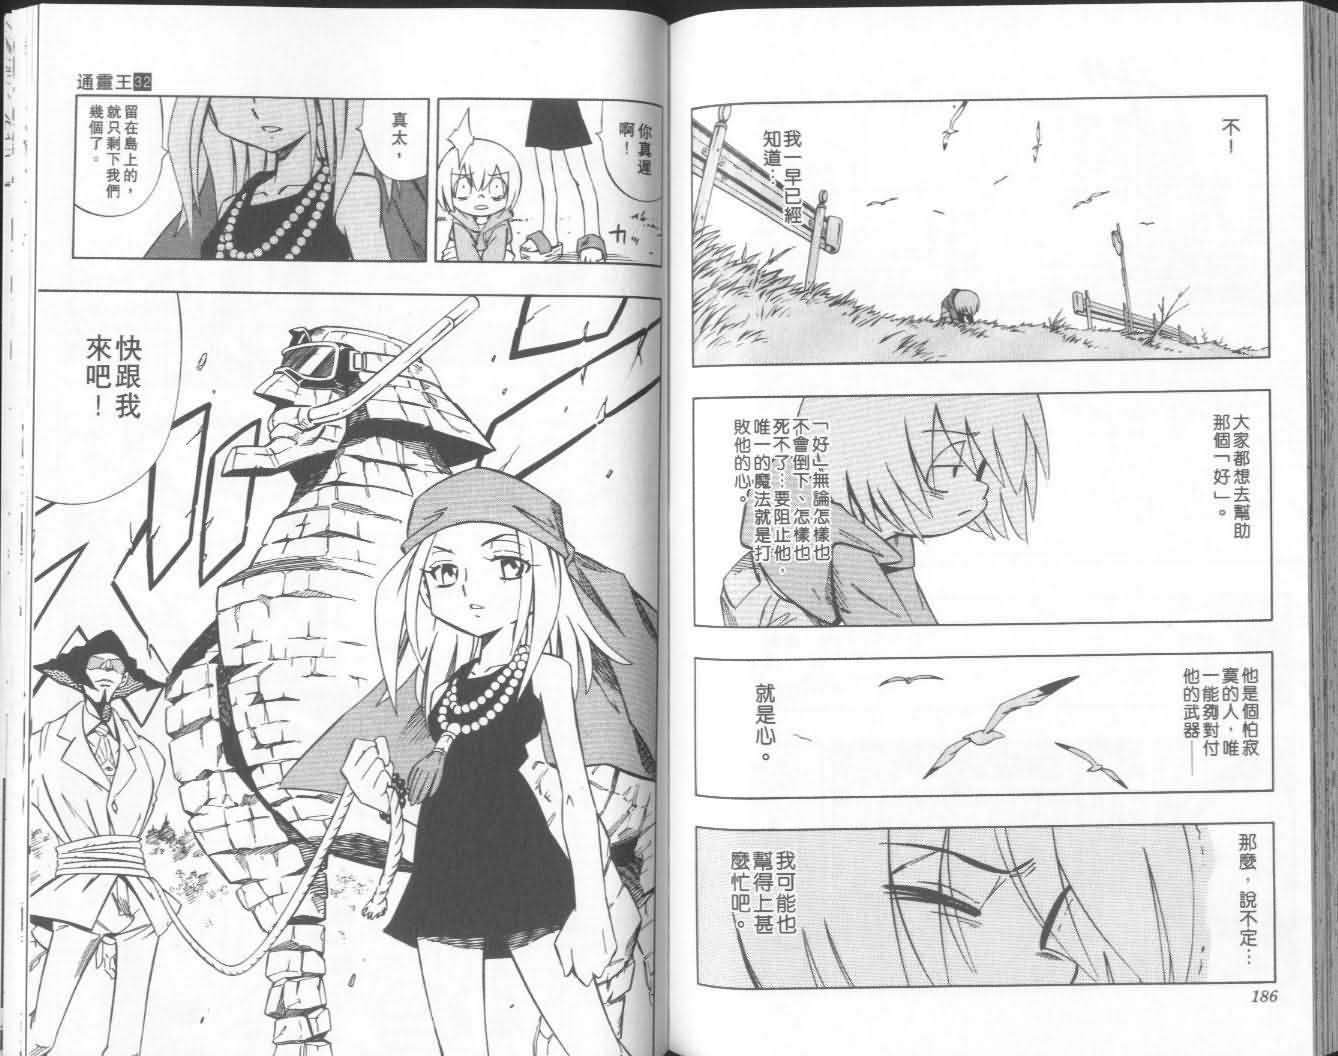 不！
我一早已經
知道…
大家都想去幫助
那個「好」。
「好」無論怎樣也
不會倒下、怎樣也
死不了…要阻止他，
唯一的魔法就是打
敗他的心。
他是個怕寂
寞的人，唯
一能夠對付
他的武器——
就是心。
那麼，說不定…
我可能也
幫得上甚
麼忙吧。
186
通靈王32
你真遲
啊！
カッ
真太，
留在島上的，
就只剩下我們
幾個了。
快跟我
來吧！